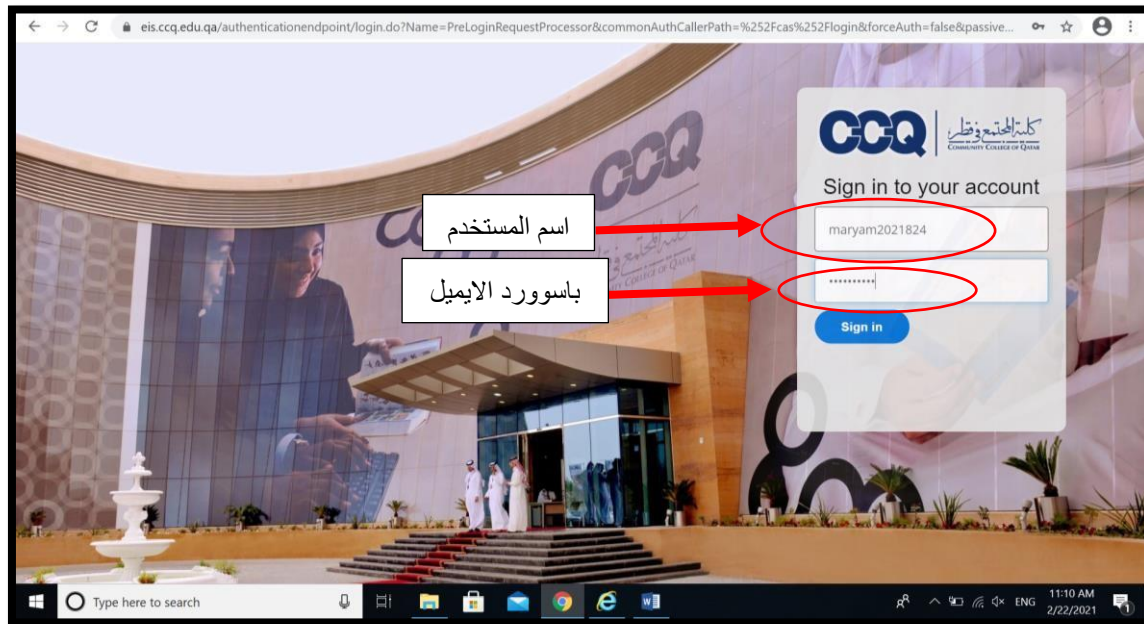 eis.ccq.edu.qa/authenticationendpoint/login.do?Name=PreLoginRequestProcessor&commonAuthCallerPath=%252Fcas%252Flogin&forceAuth=false&passive...
CCQ
كلية المجتمع في قطر
COMMUNITY COLLEGE OF QATAR
CCQ
Sign in to your account
اسم المستخدم
maryam2021824
باسوورد الايميل
**********
Sign in
Type here to search
ENG
11:10 AM
2/22/2021
1